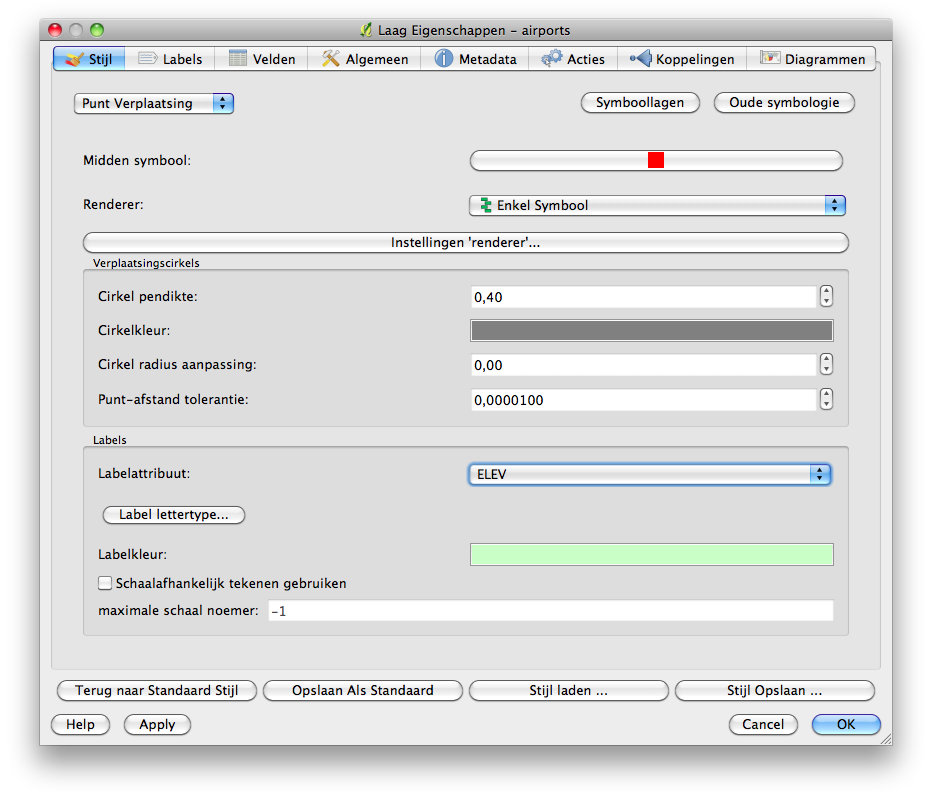 Laag Eigenschappen - airports
Stijl Labels Velden Algemeen Metadata Acties Koppelingen Diagrammen
Punt Verplaatsing Symboollagen Oude symbologie
Midden symbool:
Renderer: Enkel Symbool
Instellingen 'renderer'...
Verplaatsingscirkels
Cirkel pendikte: 0,40
Cirkelkleur:
Cirkel radius aanpassing: 0,00
Punt-afstand tolerantie: 0,0000100
Labels
Labelattribuut: ELEV
Label lettertype...
Labelkleur:
Schaalafhankelijk tekenen gebruiken
maximale schaal noemer: -1
Terug naar Standaard Stijl Opslaan Als Standaard Stijl laden ... Stijl Opslaan ...
Help Apply Cancel OK